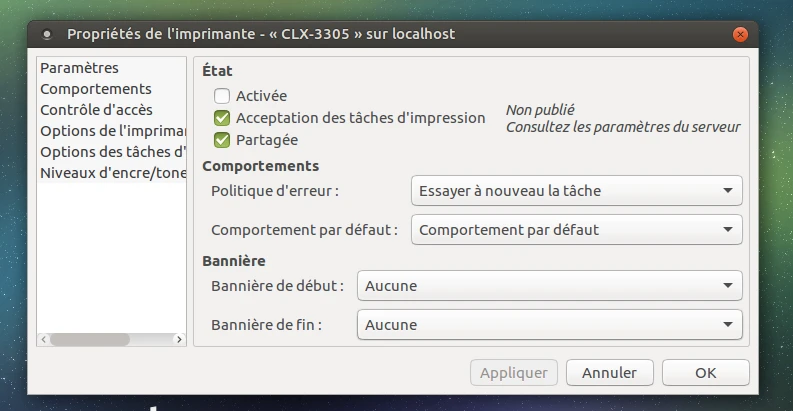 Propriétés de l'imprimante - « CLX-3305 » sur localhost
Paramètres
Comportements
Contrôle d'accès
Options de l'imprimar
Options des tâches d'
Niveaux d'encre/tone
État
Activée
Acceptation des tâches d'impression
Partagée
Non publié
Consultez les paramètres du serveur
Comportements
Politique d'erreur :
Essayer à nouveau la tâche
Comportement par défaut :
Comportement par défaut
Bannière
Bannière de début :
Aucune
Bannière de fin :
Aucune
Appliquer
Annuler
OK